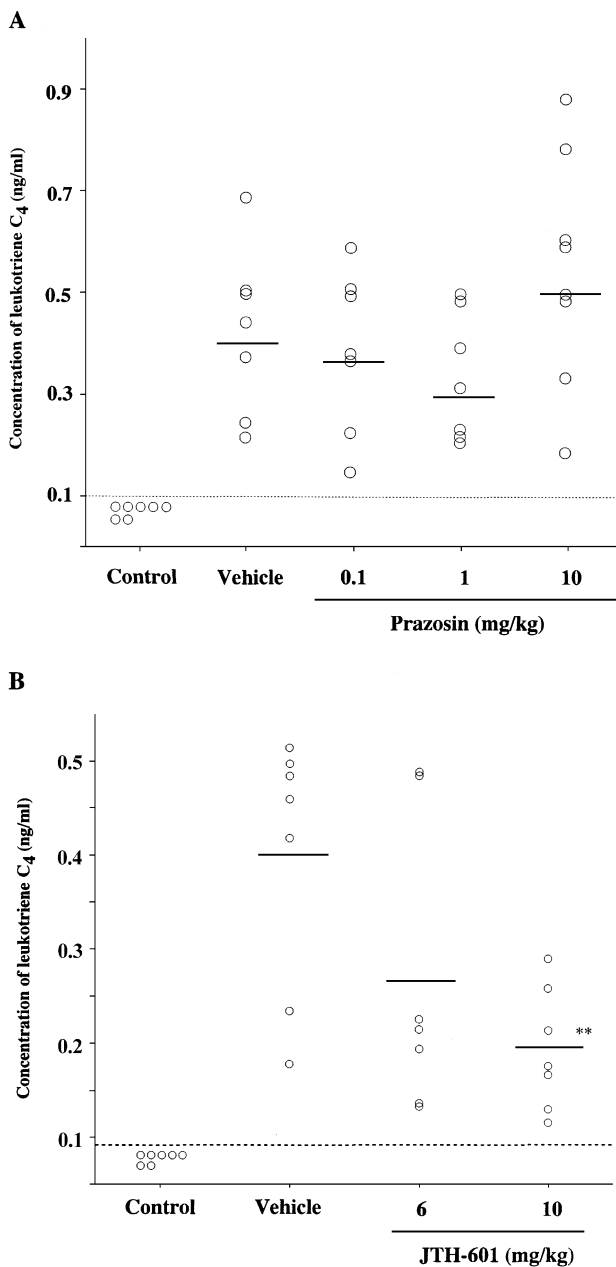 A
Concentration of leukotriene C4 (ng/ml)
0.9
0.7
0.5
0.3
0.1
Control Vehicle 0.1 1 10
Prazosin (mg/kg)
B
Concentration of leukotriene C4 (ng/ml)
0.5
0.4
0.3
0.2
0.1
**
Control Vehicle 6 10
JTH-601 (mg/kg)